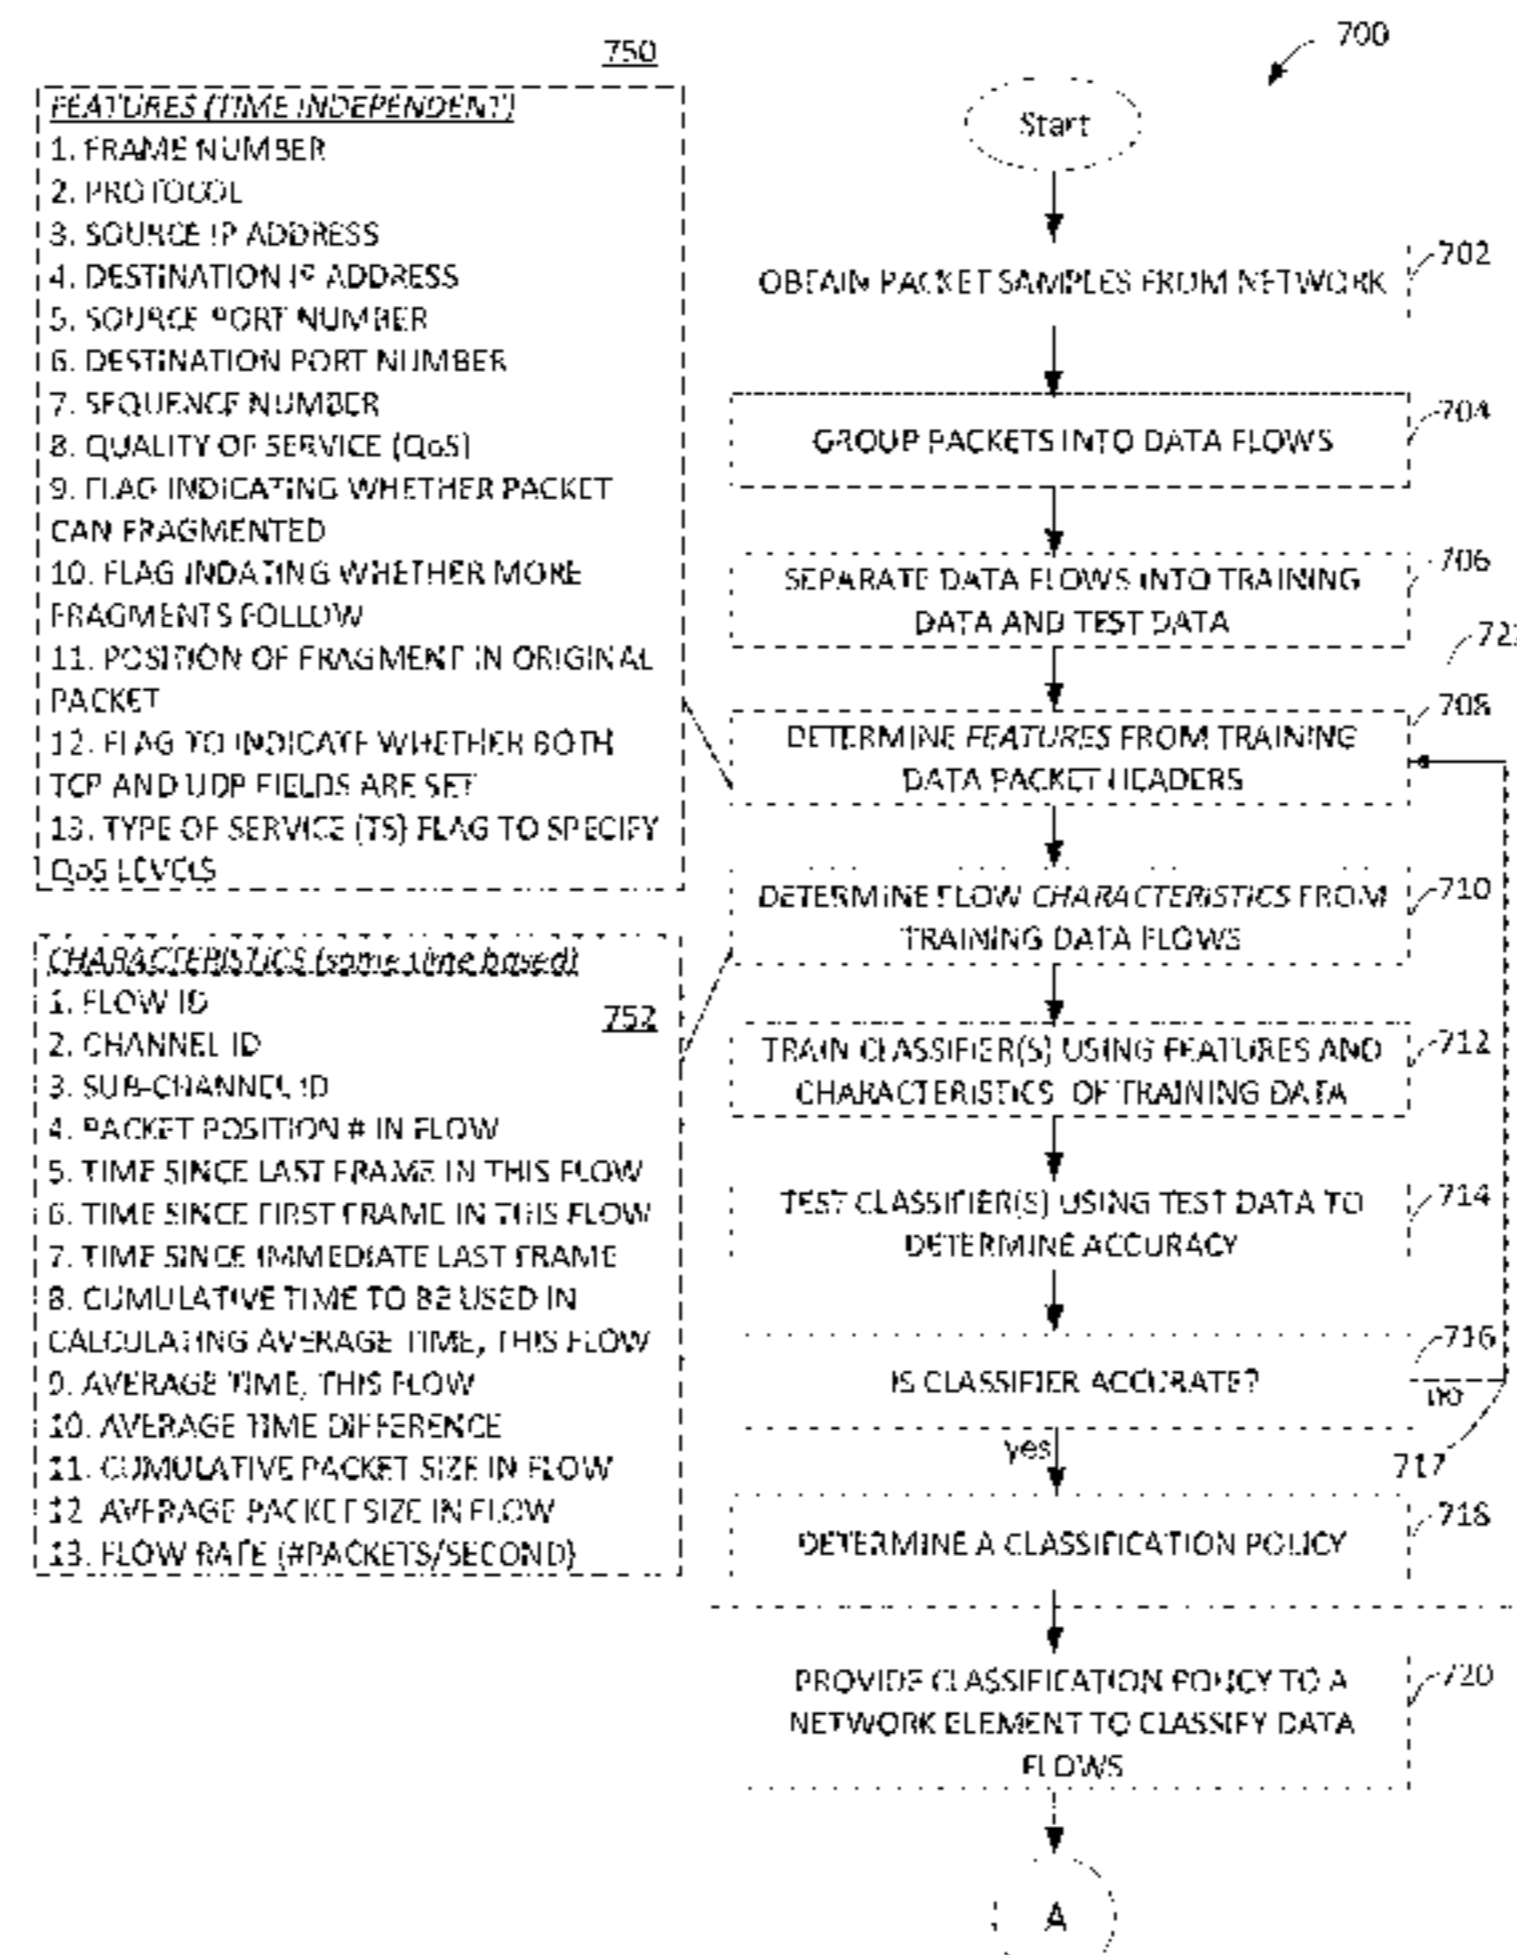 700
750
FEATURES (TIME INDEPENDENT)
1. FRAME NUMBER
2. PROTOCOL
3. SOURCE IP ADDRESS
4. DESTINATION IP ADDRESS
5. SOURCE PORT NUMBER
6. DESTINATION PORT NUMBER
7. SEQUENCE NUMBER
8. QUALITY OF SERVICE (QoS)
9. FLAG INDICATING WHETHER PACKET
CAN FRAGMENTED
10. FLAG INDATING WHETHER MORE
FRAGMENTS FOLLOW
11. POSITION OF FRAGMENT IN ORIGINAL
PACKET
12. FLAG TO INDICATE WHETHER BOTH
TCP AND UDP FIELDS ARE SET
13. TYPE OF SERVICE (TS) FLAG TO SPECIFY
QoS LEVELS
CHARACTERISTICS (some time based)
752
1. FLOW ID
2. CHANNEL ID
3. SUB-CHANNEL ID
4. PACKET POSITION # IN FLOW
5. TIME SINCE LAST FRAME IN THIS FLOW
6. TIME SINCE FIRST FRAME IN THIS FLOW
7. TIME SINCE IMMEDIATE LAST FRAME
8. CUMULATIVE TIME TO BE USED IN
CALCULATING AVERAGE TIME, THIS FLOW
9. AVERAGE TIME, THIS FLOW
10. AVERAGE TIME DIFFERENCE
11. CUMULATIVE PACKET SIZE IN FLOW
12. AVERAGE PACKET SIZE IN FLOW
13. FLOW RATE (#PACKETS/SECOND)
Start
702
OBTAIN PACKET SAMPLES FROM NETWORK
704
GROUP PACKETS INTO DATA FLOWS
706
SEPARATE DATA FLOWS INTO TRAINING
DATA AND TEST DATA
708
DETERMINE FEATURES FROM TRAINING
DATA PACKET HEADERS
710
DETERMINE FLOW CHARACTERISTICS FROM
TRAINING DATA FLOWS
712
TRAIN CLASSIFIER(S) USING FEATURES AND
CHARACTERISTICS OF TRAINING DATA
714
TEST CLASSIFIER(S) USING TEST DATA TO
DETERMINE ACCURACY
716
IS CLASSIFIER ACCURATE?
no
yes
717
718
DETERMINE A CLASSIFICATION POLICY
720
PROVIDE CLASSIFICATION POLICY TO A
NETWORK ELEMENT TO CLASSIFY DATA
FLOWS
A